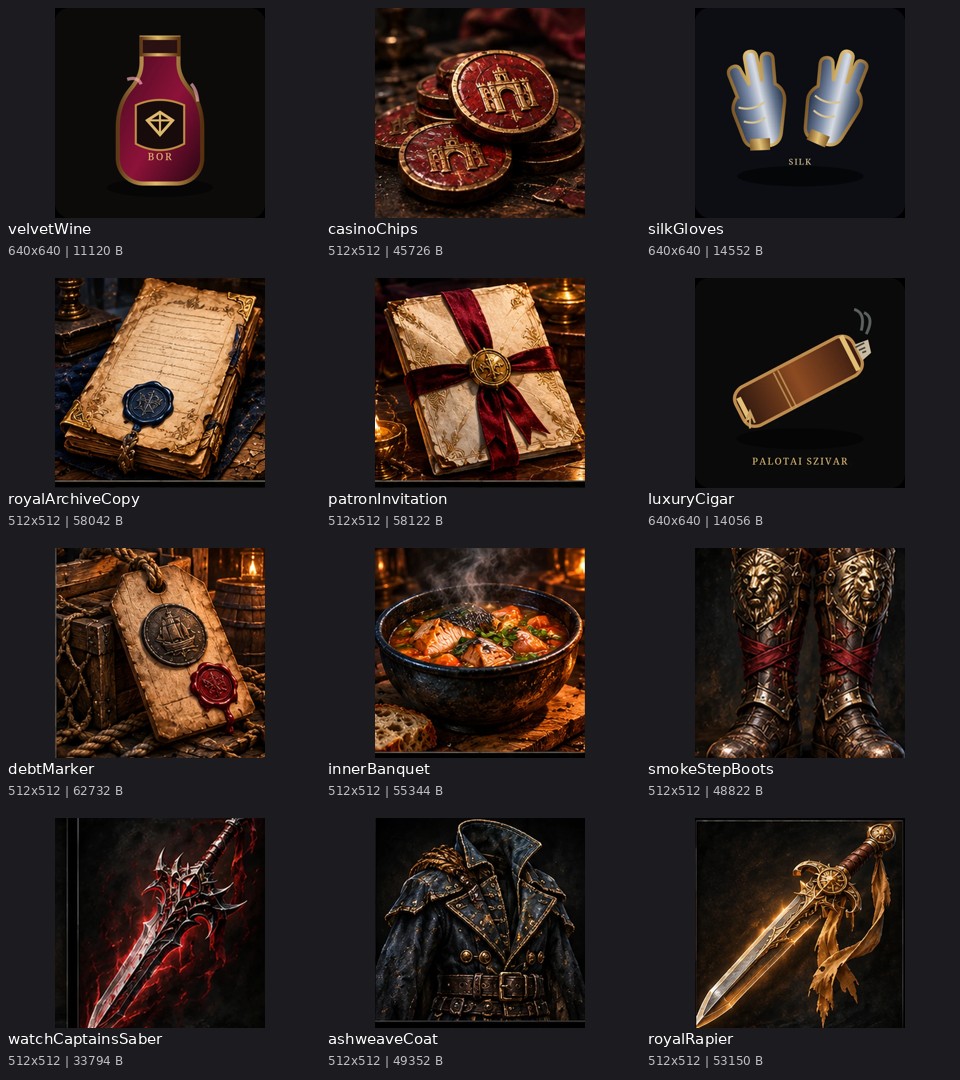 BOR
SILK
velvetWine
casinoChips
silkGloves
640x640 | 11120 B
512x512 | 45726 B
640x640 | 14552 B
PALOTAI SZIVAR
royalArchiveCopy
patronInvitation
luxuryCigar
512x512 | 58042 B
512x512 | 58122 B
640x640 | 14056 B
debtMarker
innerBanquet
smokeStepBoots
512x512 | 62732 B
512x512 | 55344 B
512x512 | 48822 B
watchCaptainsSaber
ashweaveCoat
royalRapier
512x512 | 33794 B
512x512 | 49352 B
512x512 | 53150 B